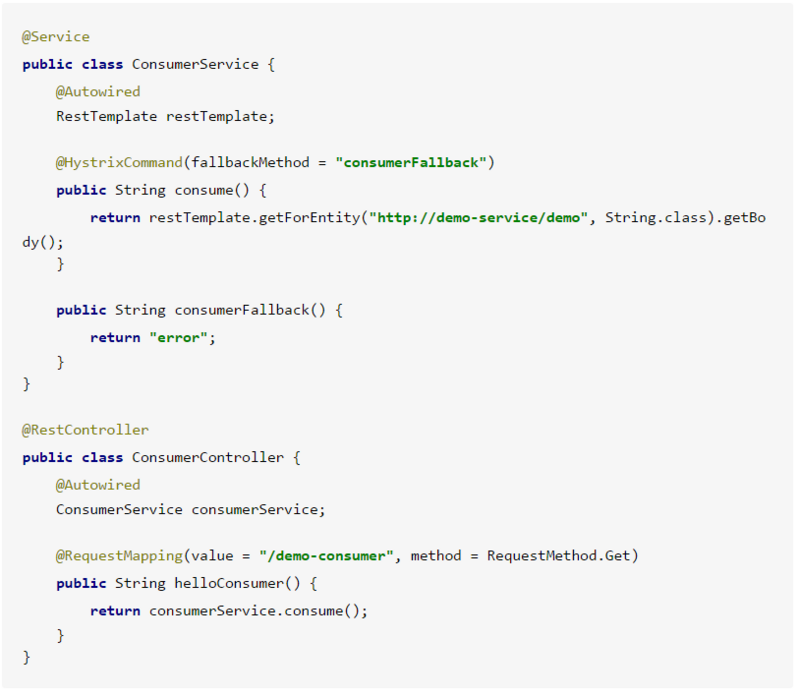 @Service
public class ConsumerService {
    @Autowired
    RestTemplate restTemplate;

    @HystrixCommand(fallbackMethod = "consumerFallback")
    public String consume() {
        return restTemplate.getForEntity("http://demo-service/demo", String.class).getBo
dy();
    }

    public String consumerFallback() {
        return "error";
    }
}

@RestController
public class ConsumerController {
    @Autowired
    ConsumerService consumerService;

    @RequestMapping(value = "/demo-consumer", method = RequestMethod.Get)
    public String helloConsumer() {
        return consumerService.consume();
    }
}